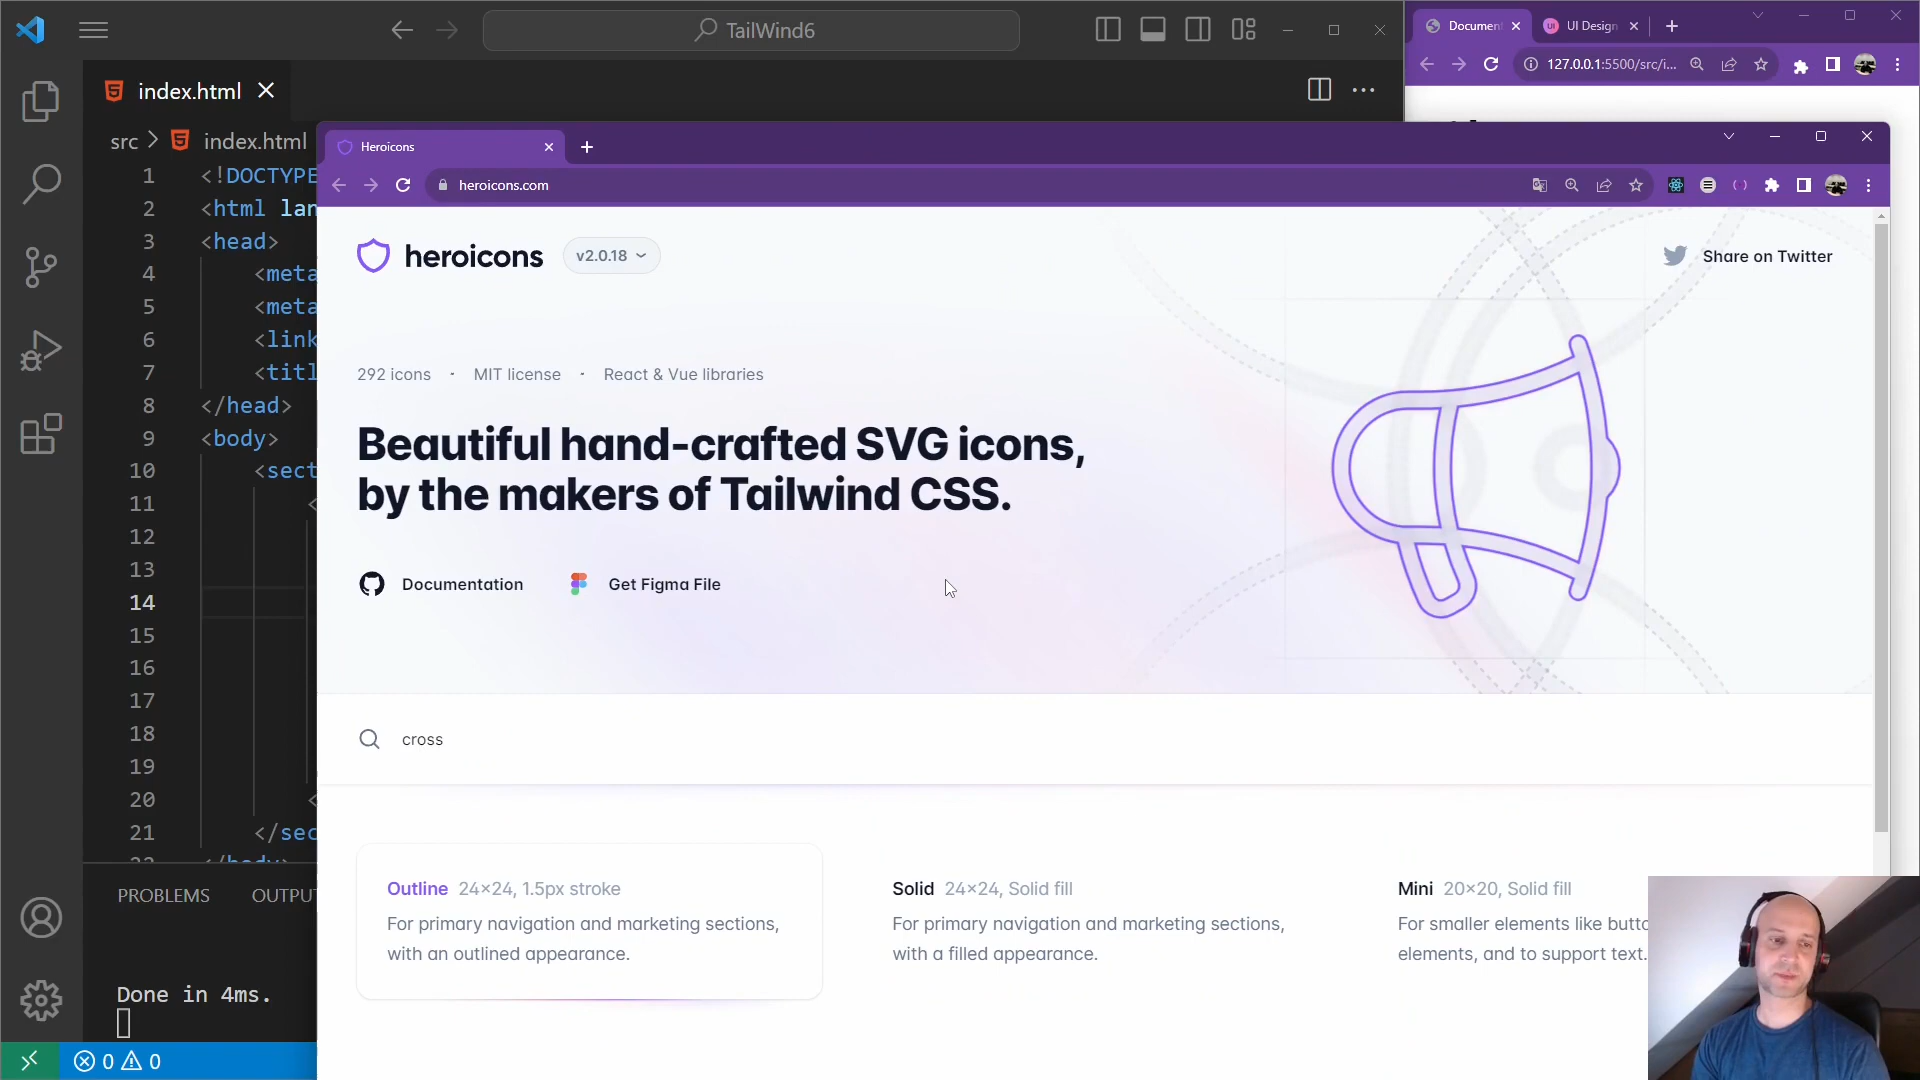 TailWind6
index.html
src
index.html
1 <!DOCTYPE
2 <html lan
3 <head>
4 <meta
5 <meta
6 <link
7 <titl
8 </head>
9 <body>
10 <sect
11 <
12
13
14
15
16
17
18
19
20 <
21 </sec
22 </body>
PROBLEMS OUTPU
Done in 4ms.
0 0
Documen
UI Design
127.0.0.1:5500/src/i...
Heroicons
heroicons.com
heroicons v2.0.18
Share on Twitter
292 icons · MIT license · React & Vue libraries
Beautiful hand-crafted SVG icons,
by the makers of Tailwind CSS.
Documentation Get Figma File
cross
Outline 24×24, 1.5px stroke
For primary navigation and marketing sections,
with an outlined appearance.
Solid 24×24, Solid fill
For primary navigation and marketing sections,
with a filled appearance.
Mini 20×20, Solid fill
For smaller elements like butto
elements, and to support text.